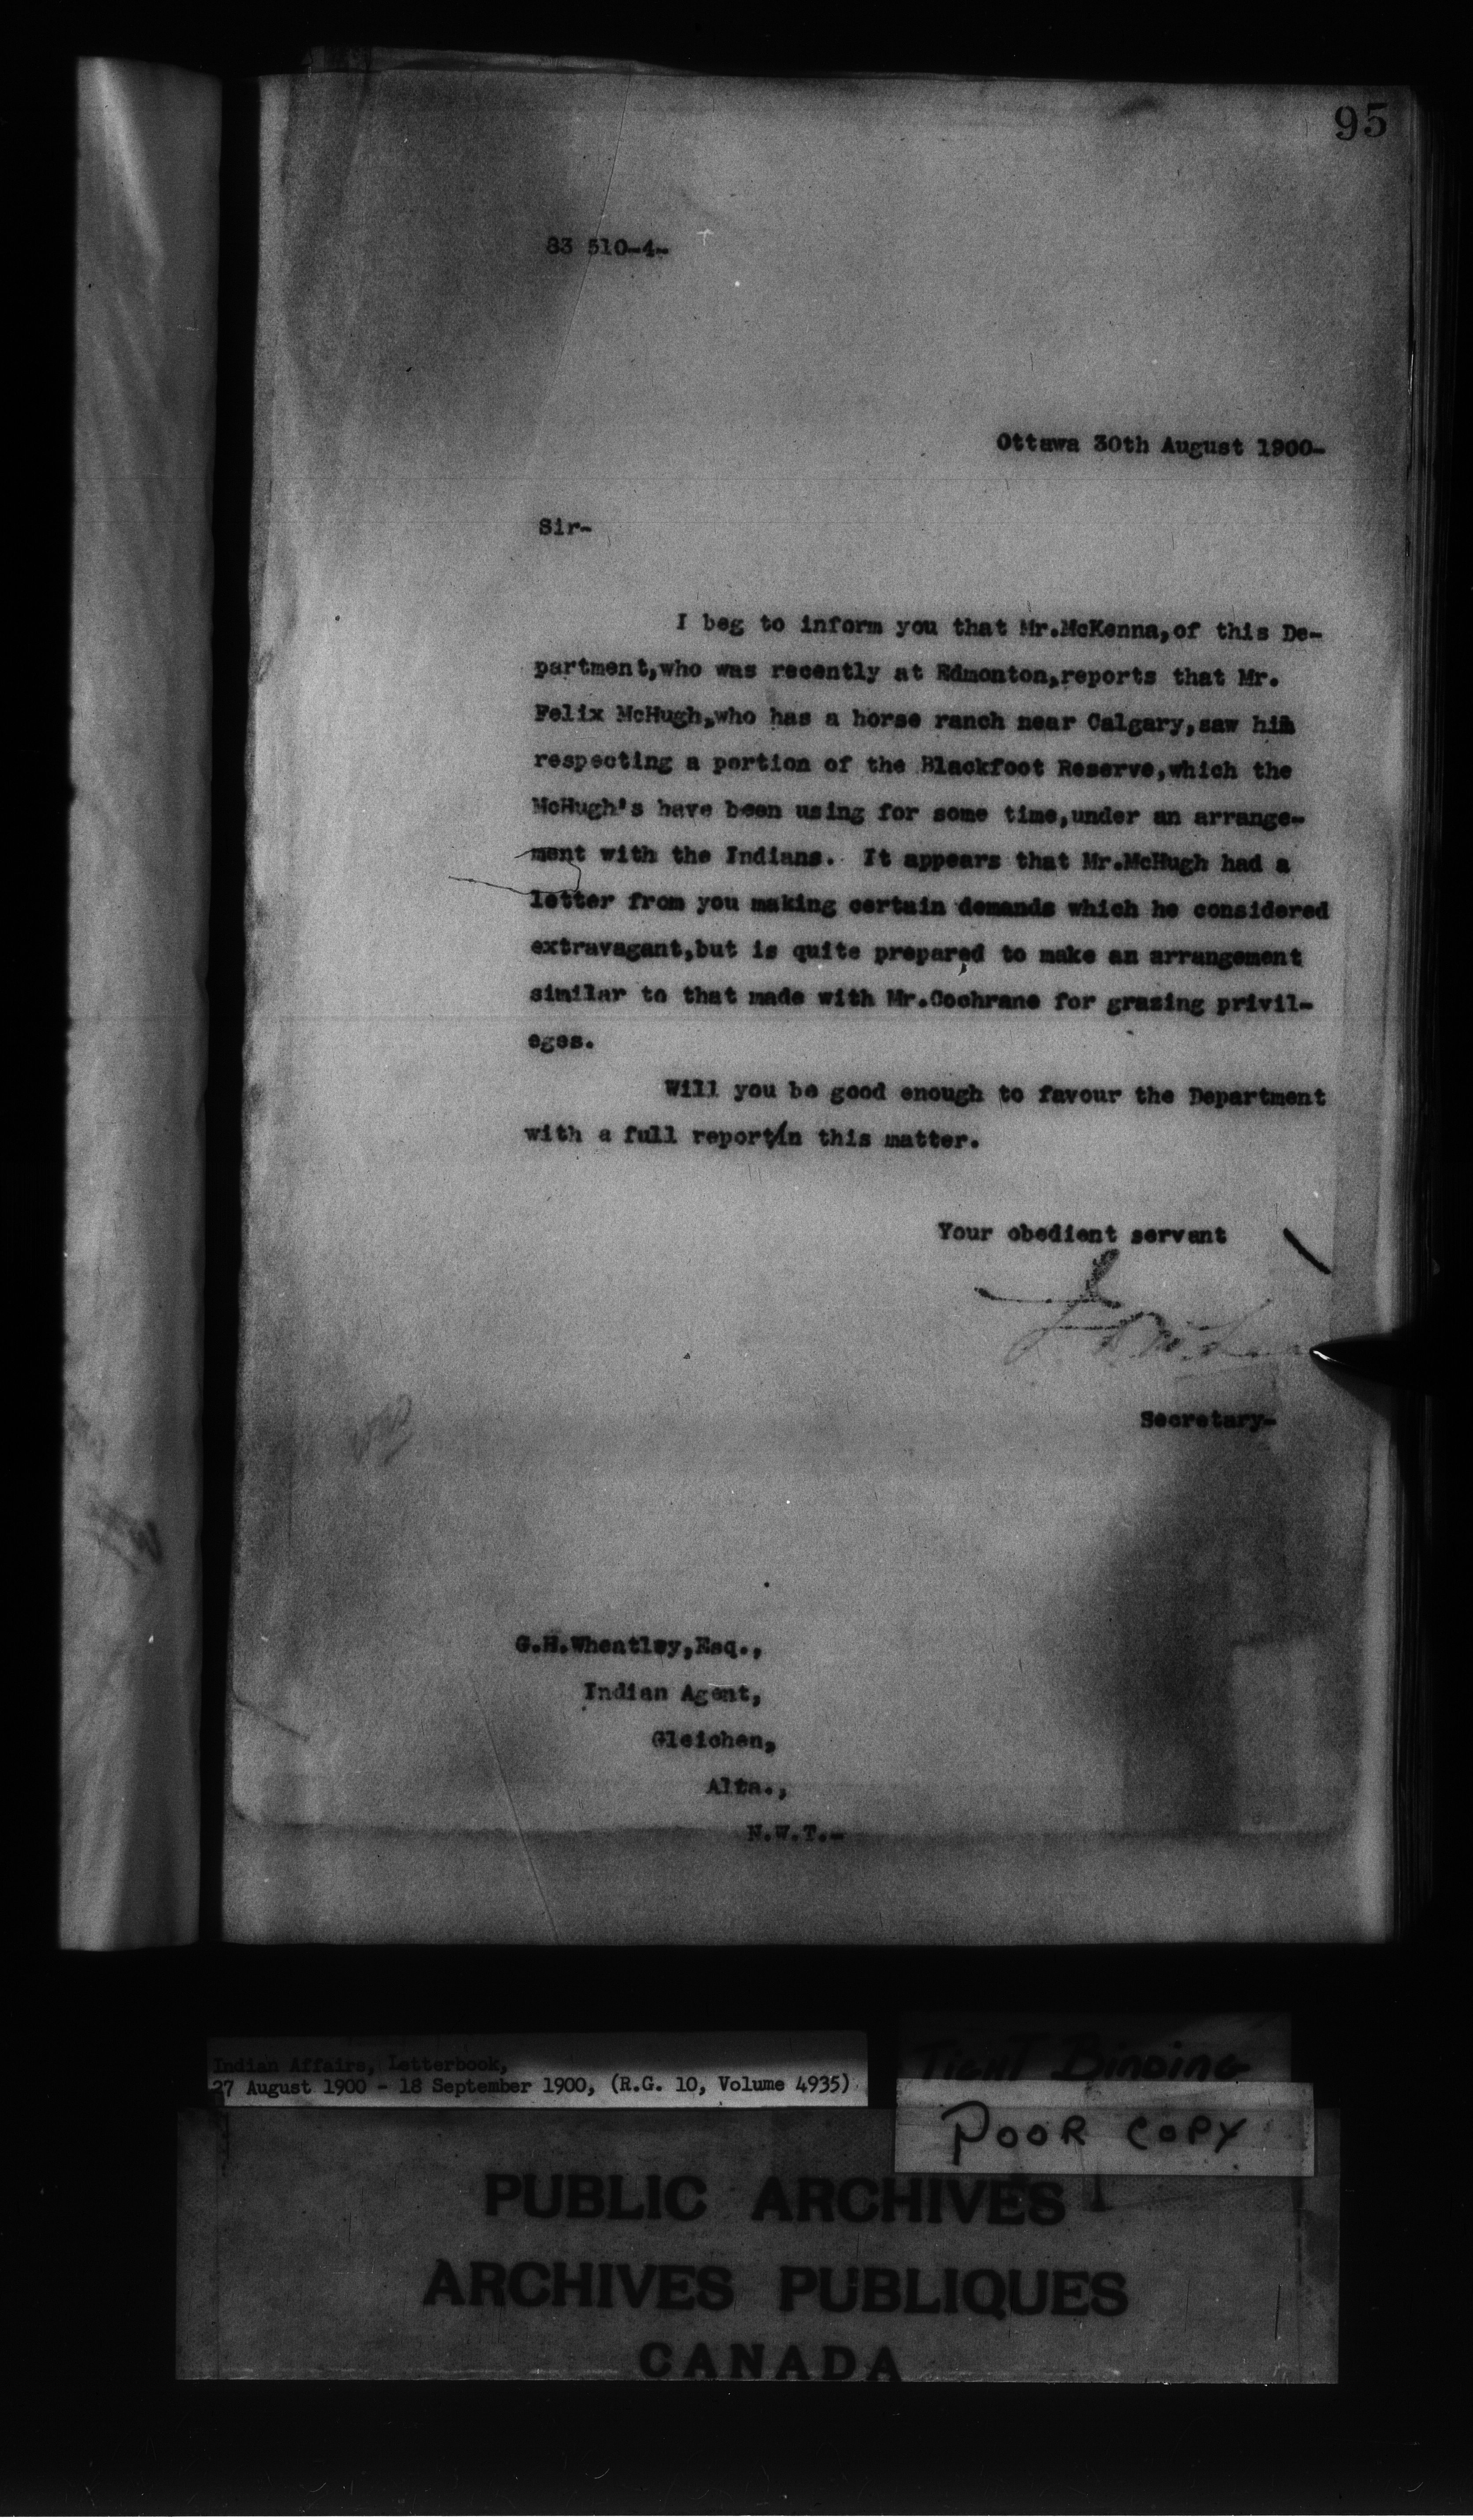 95
83 510-4-
Ottawa 30th August 1900-
Sir-
I beg to inform you that Mr.McKenna,of this De-
partment,who was recently at Edmonton,reports that Mr.
Felix McHugh,who has a horse ranch near Calgary,saw him
respecting a portion of the Blackfoot Reserve,which the
McHugh's have been using for some time,under an arrange-
ment with the Indians. It appears that Mr.McHugh had a
letter from you making certain demands which he considered
extravagant,but is quite prepared to make an arrangement
similar to that made with Mr.Cochrane for grazing privil-
eges.
Will you be good enough to favour the Department
with a full report/in this matter.
Your obedient servant
Secretary-
G.H.Wheatley,Esq.,
Indian Agent,
Gleichen,
Alta.,
N.W.T.-
Indian Affairs, Letterbook,
27 August 1900 - 18 September 1900, (R.G. 10, Volume 4935)
TIGHT BINDING
POOR COPY
PUBLIC ARCHIVES
ARCHIVES PUBLIQUES
CANADA